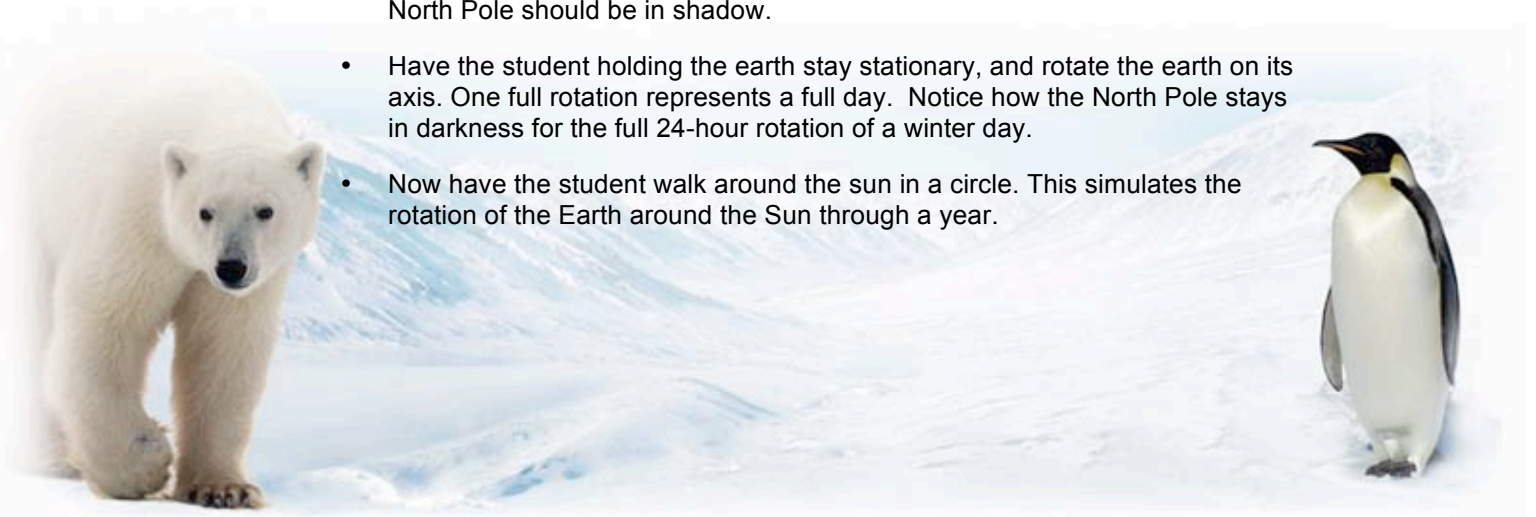 North Pole should be in shadow.
• Have the student holding the earth stay stationary, and rotate the earth on its
axis. One full rotation represents a full day.  Notice how the North Pole stays
in darkness for the full 24-hour rotation of a winter day.
• Now have the student walk around the sun in a circle. This simulates the
rotation of the Earth around the Sun through a year.